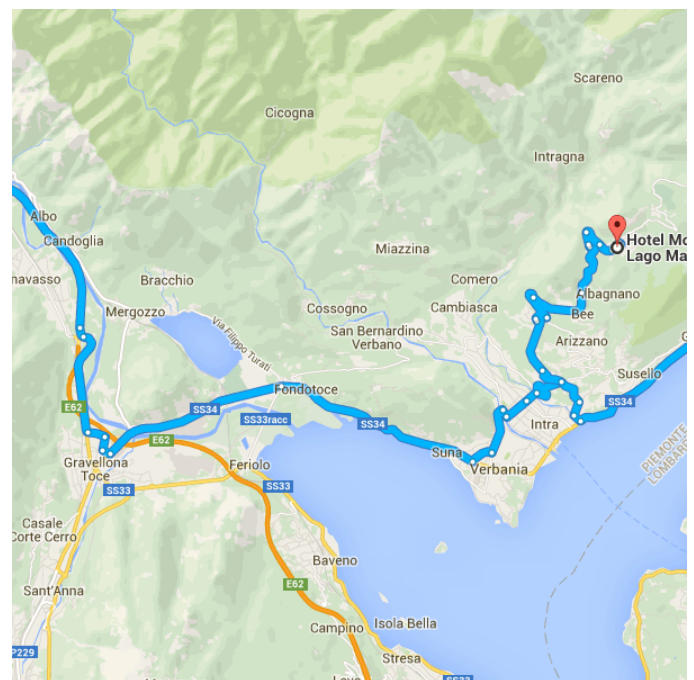 Scareno
Cicogna
Intragna
Albo
Candoglia
Hotel Mo
Lago Ma
Miazzina
navasso
Bracchio
Comero
Albagnano
Mergozzo
Cossogno
Cambiasca
Bee
Via Filippo Turati
San Bernardino
Verbano
Arizzano
G
Susello
E62
SS34
Fondotoce
SS34
SS33racc
SS34
Intra
E62
Suna
PIEMONTE
LOMBARD
Gravellona
Toce
Feriolo
Verbania
SS33
SS33
Casale
Corte Cerro
Baveno
Sant'Anna
E62
Isola Bella
Campino
P229
Stresa